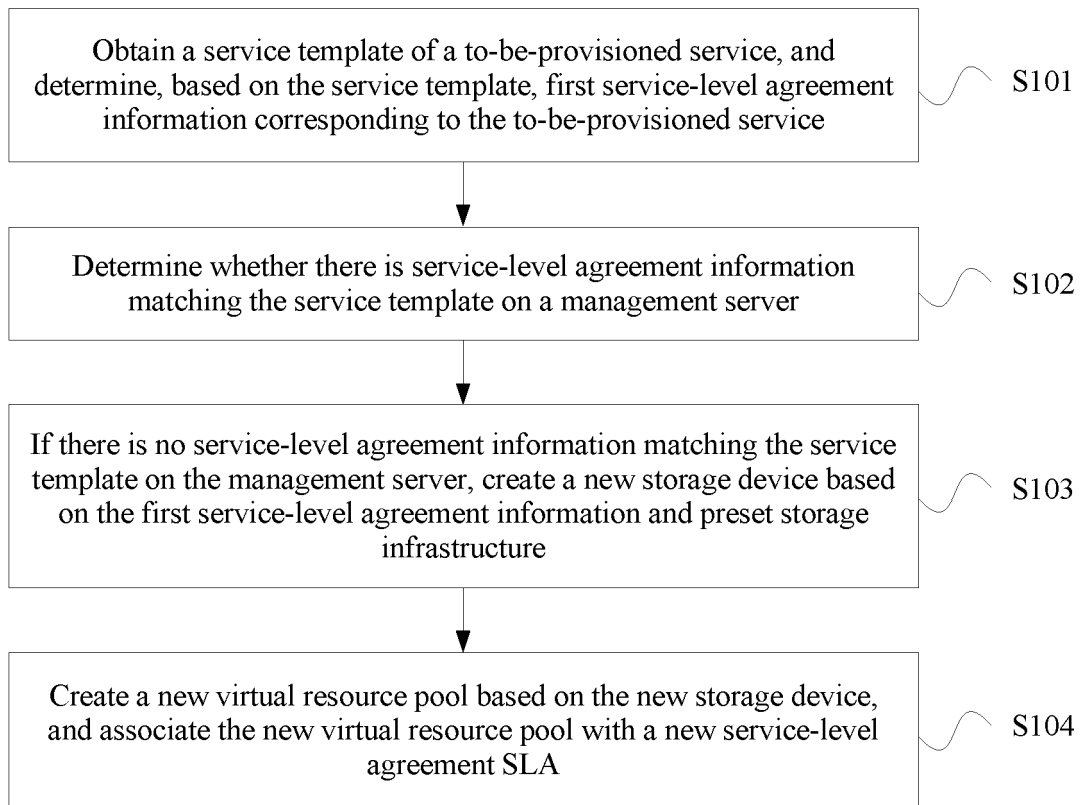 Obtain a service template of a to-be-provisioned service, and
determine, based on the service template, first service-level agreement
information corresponding to the to-be-provisioned service
S101
Determine whether there is service-level agreement information
matching the service template on a management server
S102
If there is no service-level agreement information matching the service
template on the management server, create a new storage device based
on the first service-level agreement information and preset storage
infrastructure
S103
Create a new virtual resource pool based on the new storage device,
and associate the new virtual resource pool with a new service-level
agreement SLA
S104